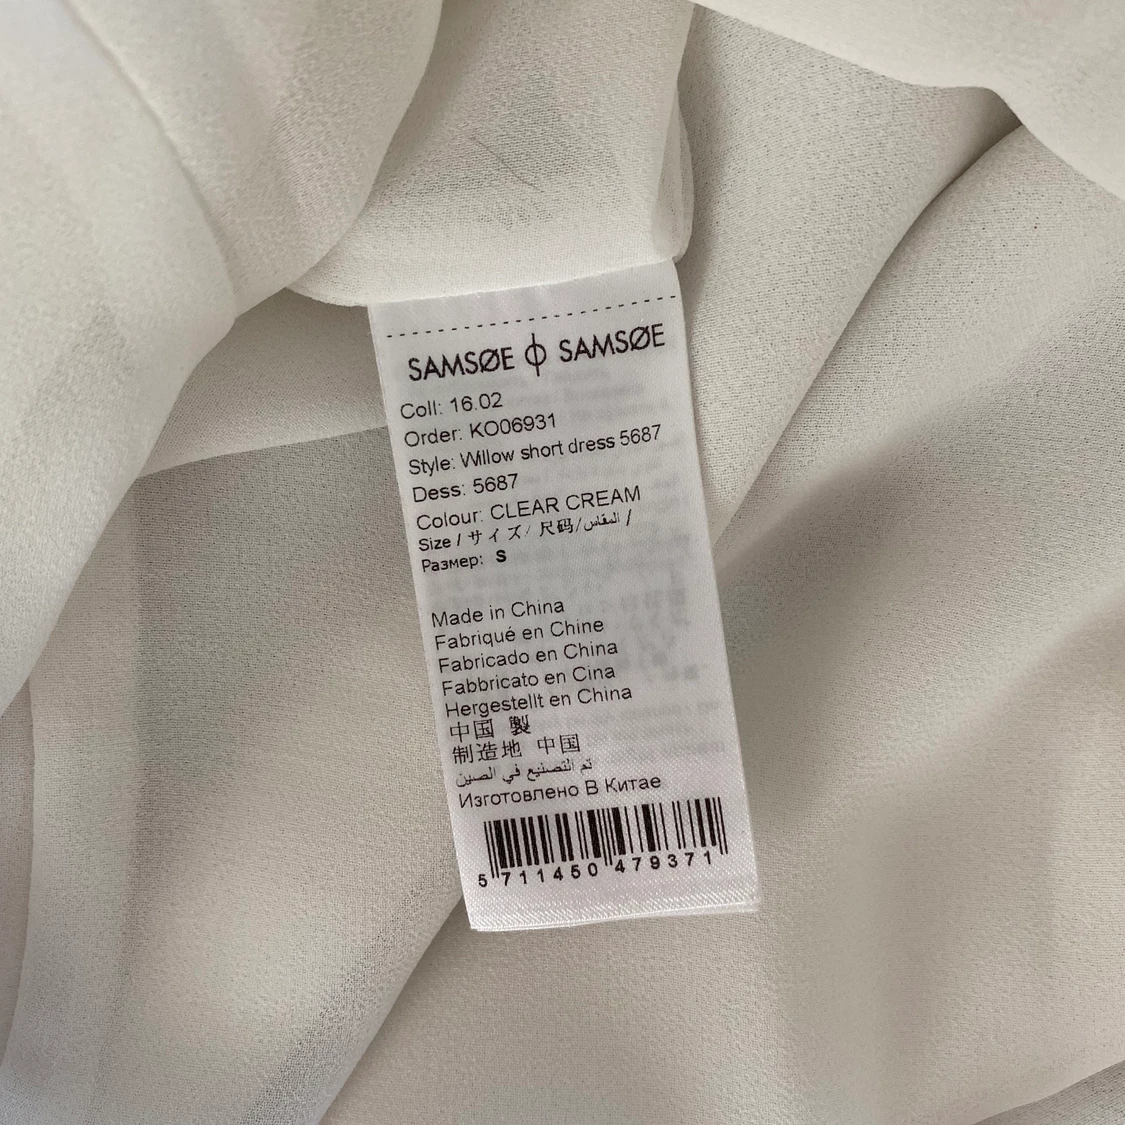 SAMSØE ϕ SAMSØE
Coll: 16.02
Order: KO06931
Style: Willow short dress 5687
Dess: 5687
Colour: CLEAR CREAM
Size / サイズ/ 尺码/المقاس /
Размер: S
Made in China
Fabriqué en Chine
Fabricado en China
Fabbricato en Cina
Hergestellt en China
中国 製
制造地 中国
تم التصنيع في الصين
Изготовлено В Китае
5 711450 479371